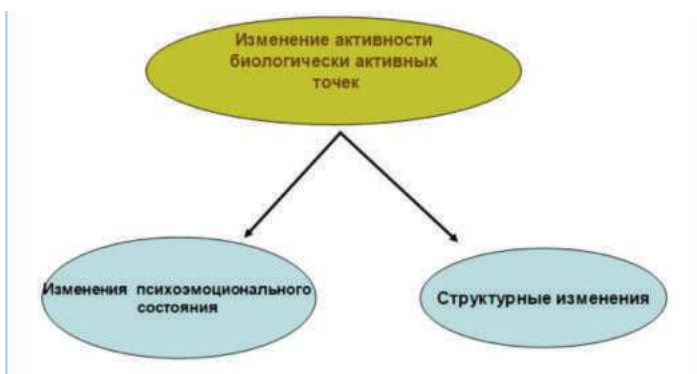 Изменение активности
биологически активных
точек
Изменения психоэмоционального
состояния
Структурные изменения